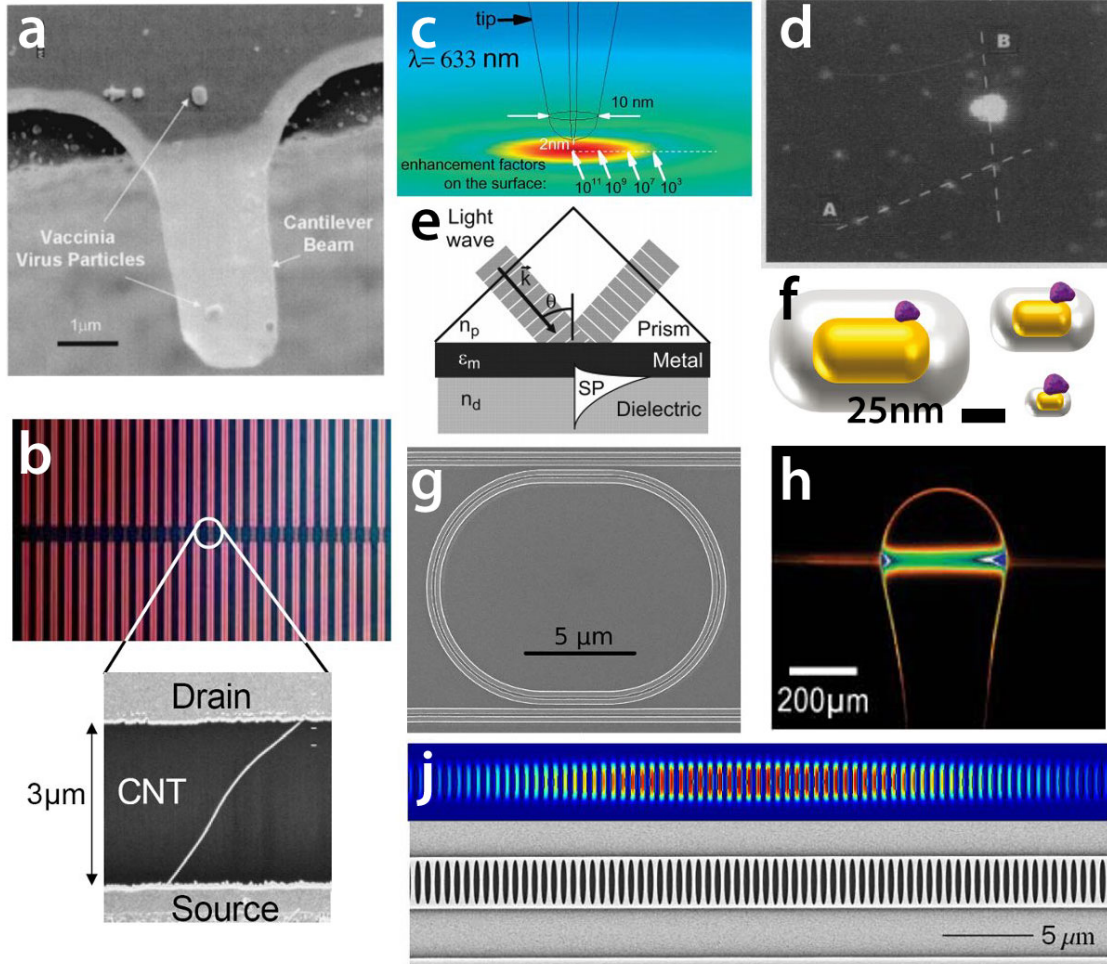 a
Vaccinia
Virus Particles
Cantilever
Beam
1μm
b
Drain
3μm
CNT
Source
c
tip
λ= 633 nm
10 nm
2nm
enhancement factors
on the surface:
10¹¹ 10⁹ 10⁷ 10³
d
B
A
e
Light
wave
k⃗
θ
n_p
Prism
ε_m
Metal
SP
n_d
Dielectric
f
25nm
g
5 μm
h
200μm
j
5 μm